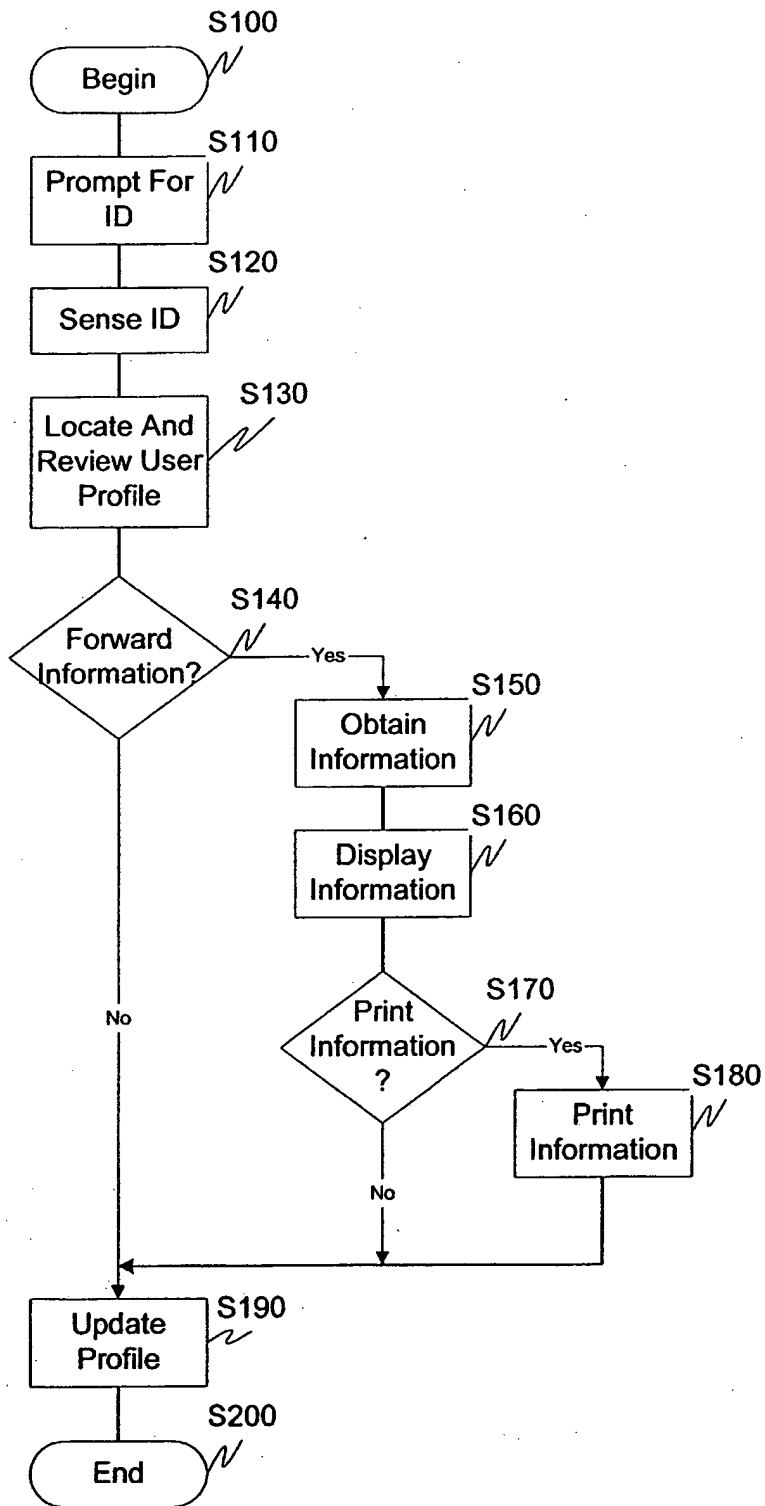 S100
Begin
S110
Prompt For
ID
S120
Sense ID
S130
Locate And
Review User
Profile
S140
Forward
Information?
Yes
S150
Obtain
Information
S160
Display
Information
S170
Print
Information
?
Yes
No
S180
Print
Information
No
S190
Update
Profile
S200
End